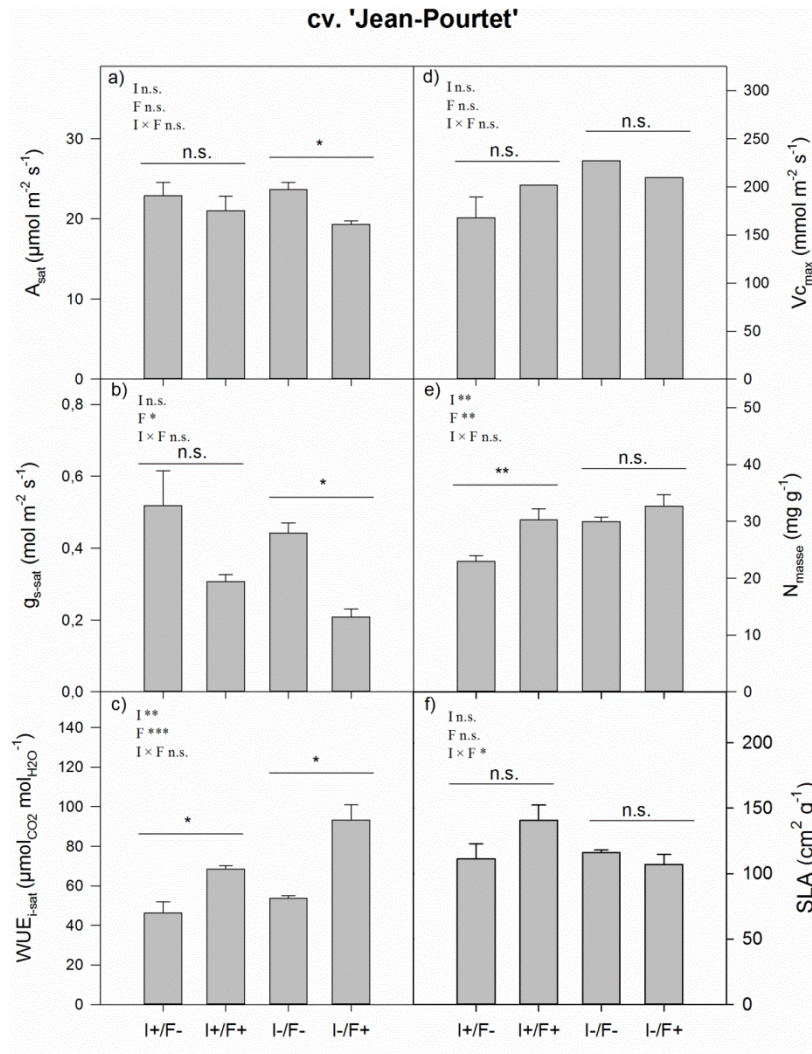 cv. 'Jean-Pourtet'
a)
I n.s.
F n.s.
I × F n.s.
n.s.
*
30
20
10
0
A_sat (µmol m⁻² s⁻¹)
d)
I n.s.
F n.s.
I × F n.s.
n.s.
n.s.
300
250
200
150
100
50
0
Vc_max (mmol m⁻² s⁻¹)
b)
I n.s.
F *
I × F n.s.
n.s.
*
0,8
0,6
0,4
0,2
0,0
g_s-sat (mol m⁻² s⁻¹)
e)
I **
F **
I × F n.s.
**
n.s.
50
40
30
20
10
0
N_masse (mg g⁻¹)
c)
I **
F ***
I × F n.s.
*
*
140
120
100
80
60
40
20
0
WUE_i-sat (µmol_CO2 mol_H2O⁻¹)
f)
I n.s.
F n.s.
I × F *
n.s.
n.s.
200
150
100
50
0
SLA (cm² g⁻¹)
I+/F- I+/F+ I-/F- I-/F+
I+/F- I+/F+ I-/F- I-/F+